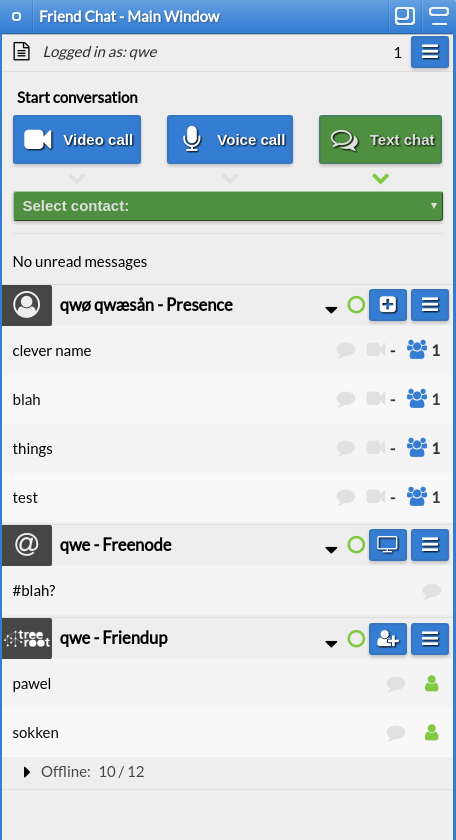 Friend Chat - Main Window
Logged in as: qwe 1
Start conversation
Video call Voice call Text chat
Select contact:
No unread messages
qwø qwæsån - Presence
clever name - 1
blah - 1
things - 1
test - 1
@ qwe - Freenode
#blah?
tree root qwe - Friendup
pawel
sokken
Offline: 10 / 12